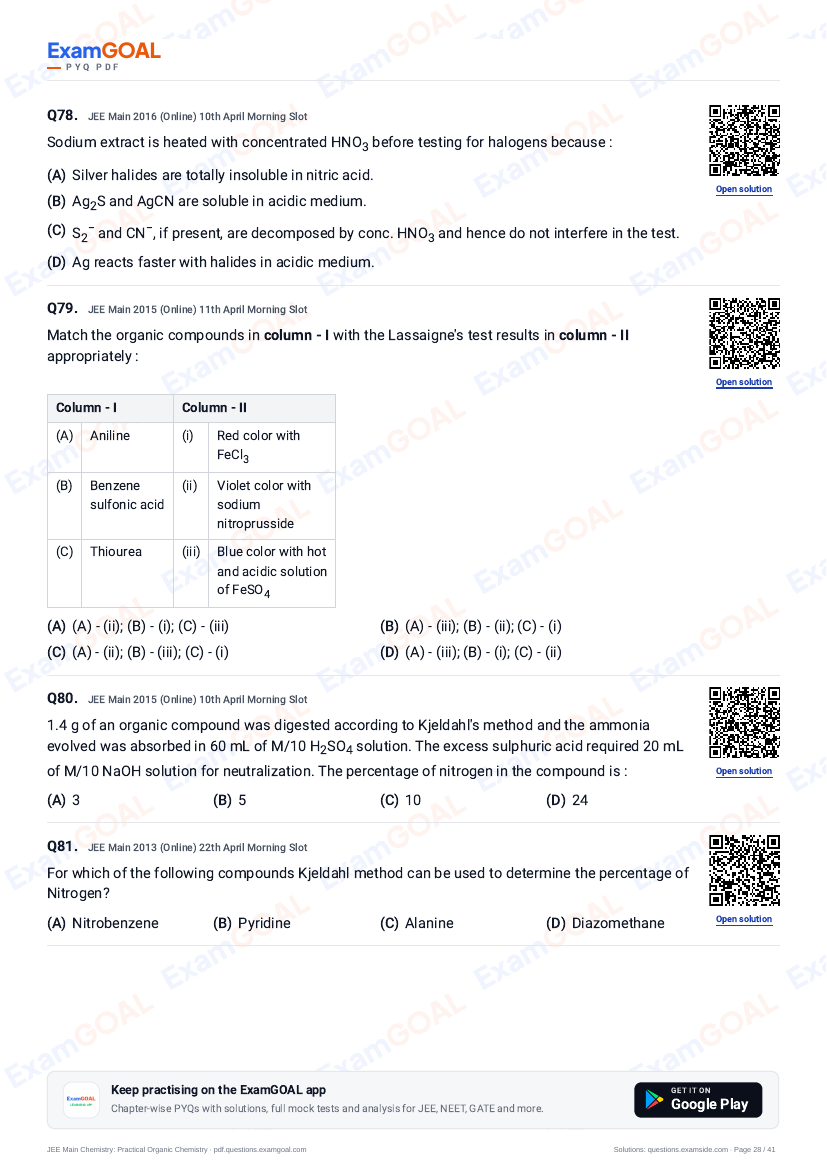 ExamGOAL
PYQ PDF
Q78. JEE Main 2016 (Online) 10th April Morning Slot
Sodium extract is heated with concentrated HNO3 before testing for halogens because :
(A) Silver halides are totally insoluble in nitric acid.
(B) Ag2S and AgCN are soluble in acidic medium.
(C) S2− and CN−, if present, are decomposed by conc. HNO3 and hence do not interfere in the test.
(D) Ag reacts faster with halides in acidic medium.
Open solution
Q79. JEE Main 2015 (Online) 11th April Morning Slot
Match the organic compounds in column - I with the Lassaigne's test results in column - II
appropriately :
Open solution
Column - I Column - II
(A) Aniline (i) Red color with
FeCl3
(B) Benzene (ii) Violet color with
sulfonic acid sodium
nitroprusside
(C) Thiourea (iii) Blue color with hot
and acidic solution
of FeSO4
(A) (A) - (ii); (B) - (i); (C) - (iii) (B) (A) - (iii); (B) - (ii); (C) - (i)
(C) (A) - (ii); (B) - (iii); (C) - (i) (D) (A) - (iii); (B) - (i); (C) - (ii)
Q80. JEE Main 2015 (Online) 10th April Morning Slot
1.4 g of an organic compound was digested according to Kjeldahl's method and the ammonia
evolved was absorbed in 60 mL of M/10 H2SO4 solution. The excess sulphuric acid required 20 mL
of M/10 NaOH solution for neutralization. The percentage of nitrogen in the compound is :
(A) 3 (B) 5 (C) 10 (D) 24
Open solution
Q81. JEE Main 2013 (Online) 22th April Morning Slot
For which of the following compounds Kjeldahl method can be used to determine the percentage of
Nitrogen?
(A) Nitrobenzene (B) Pyridine (C) Alanine (D) Diazomethane
Open solution
Keep practising on the ExamGOAL app
Chapter-wise PYQs with solutions, full mock tests and analysis for JEE, NEET, GATE and more.
GET IT ON
Google Play
JEE Main Chemistry: Practical Organic Chemistry · pdf.questions.examgoal.com Solutions: questions.examside.com · Page 28 / 41